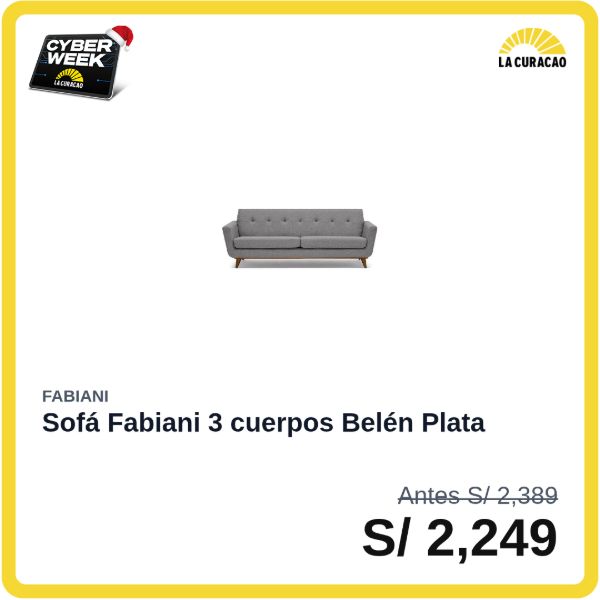 CYBER
WEEK
LA CURACAO
LA CURACAO
FABIANI
Sofá Fabiani 3 cuerpos Belén Plata
Antes S/ 2,389
S/ 2,249